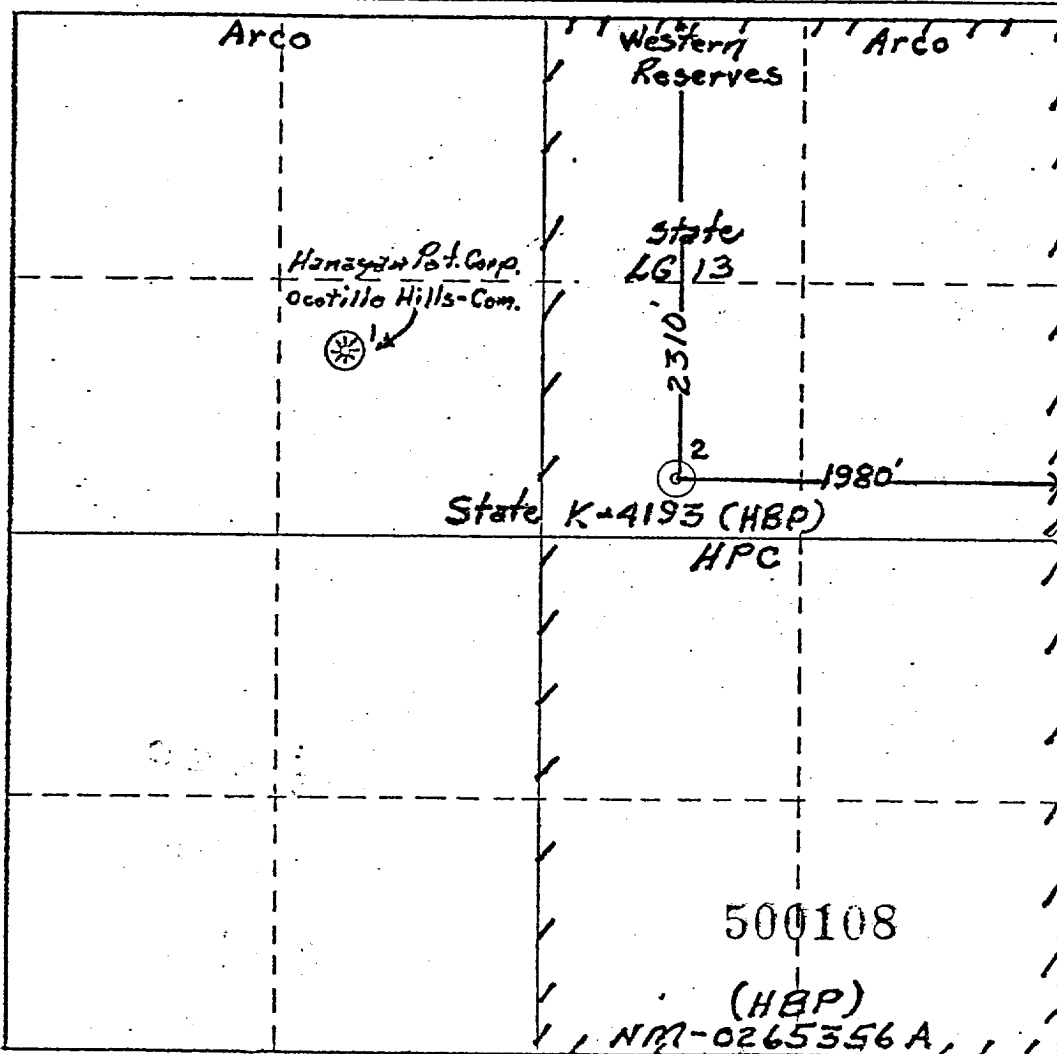 Arco
Western
Reserves
Arco
State
LG 13
Hanagan Pet. Corp.
Ocotillo Hills-Com.
1
2310'
2
1980'
State K-4193 (HBP)
HPC
500108
(HBP)
NM-0265356 A